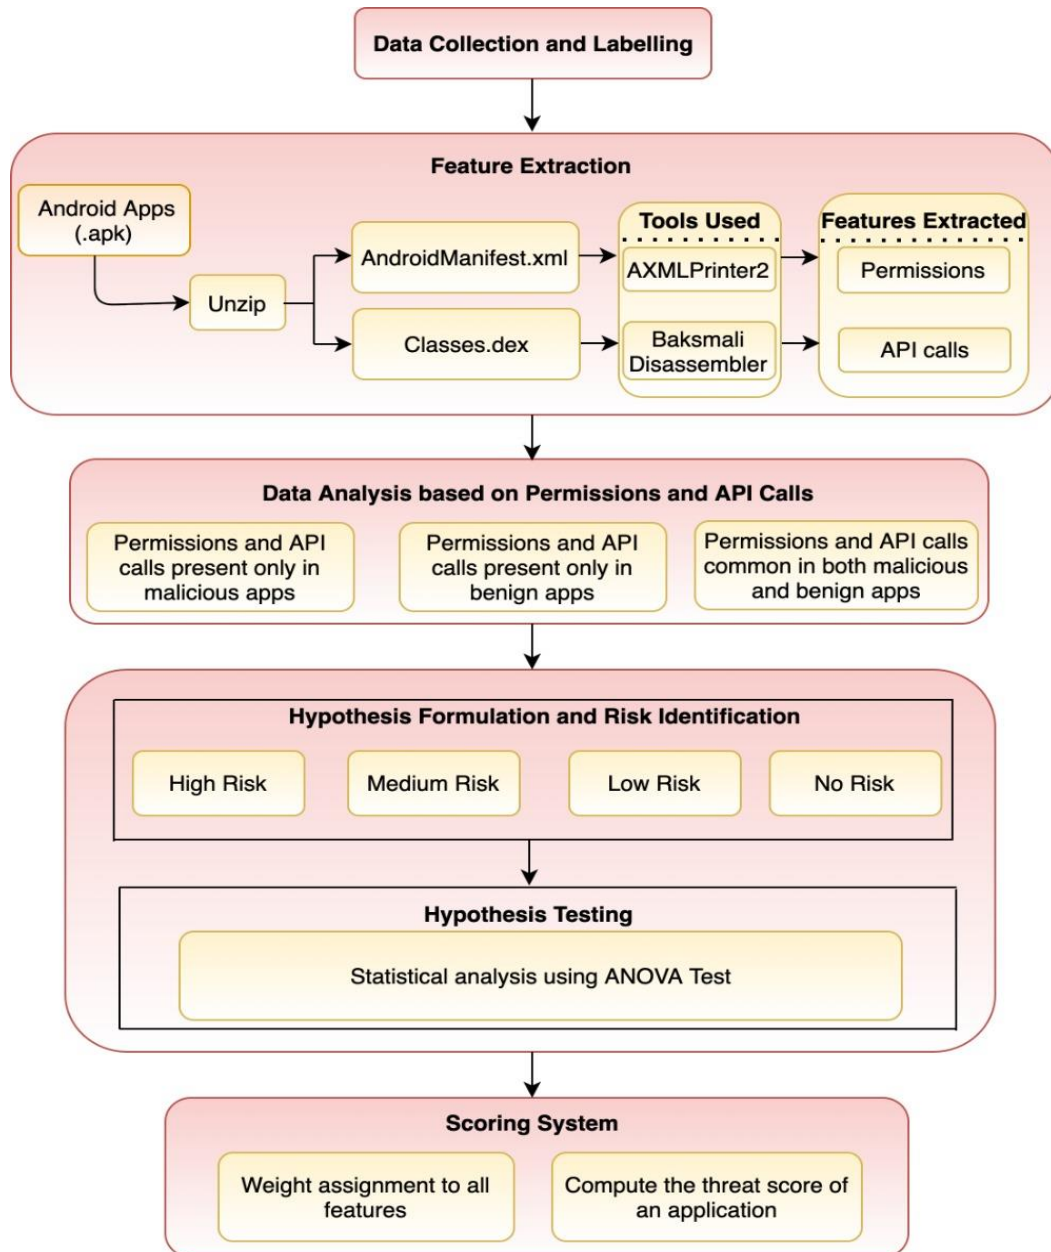 Data Collection and Labelling
Feature Extraction
Android Apps
(.apk)
Unzip
AndroidManifest.xml
Classes.dex
Tools Used
AXMLPrinter2
Baksmali
Disassembler
Features Extracted
Permissions
API calls
Data Analysis based on Permissions and API Calls
Permissions and API
calls present only in
malicious apps
Permissions and API
calls present only in
benign apps
Permissions and API calls
common in both malicious
and benign apps
Hypothesis Formulation and Risk Identification
High Risk
Medium Risk
Low Risk
No Risk
Hypothesis Testing
Statistical analysis using ANOVA Test
Scoring System
Weight assignment to all
features
Compute the threat score of
an application